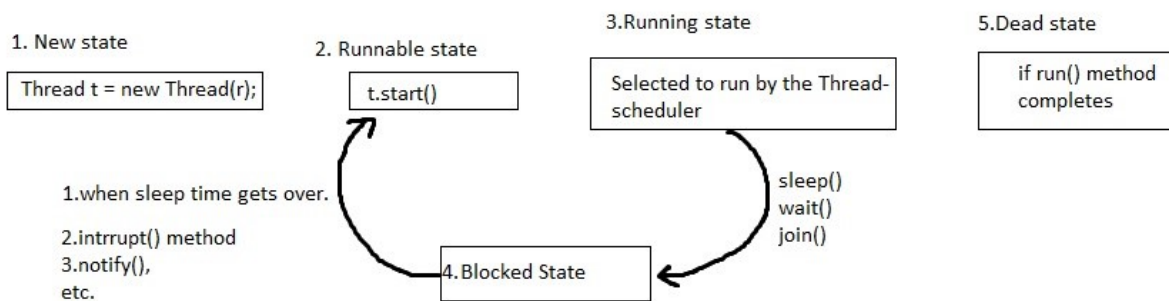 1. New state
Thread t = new Thread(r);
2. Runnable state
t.start()
3.Running state
Selected to run by the Thread-
scheduler
5.Dead state
if run() method
completes
1.when sleep time gets over.
2.intrrupt() method
3.notify(),
etc.
sleep()
wait()
join()
4.Blocked State